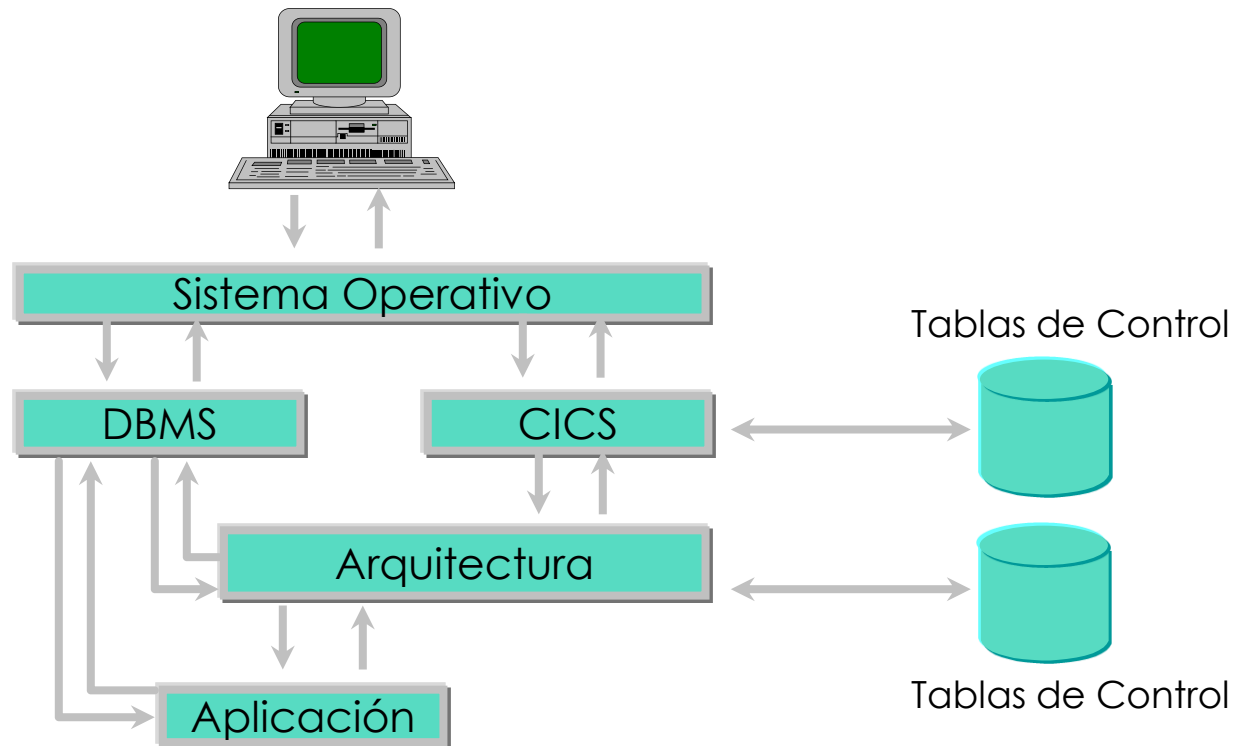 Sistema Operativo
Tablas de Control
DBMS
CICS
Arquitectura
Tablas de Control
Aplicación